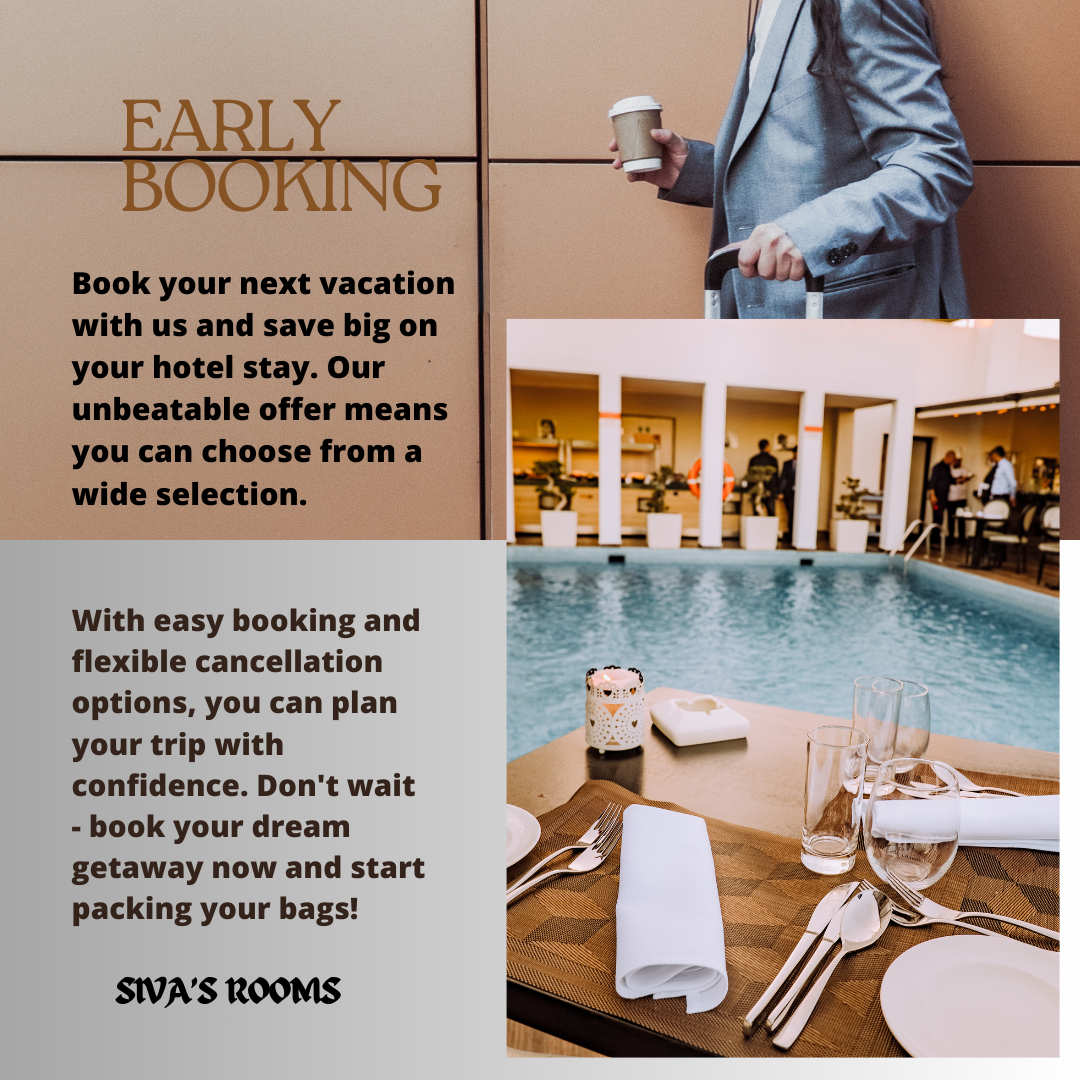 EARLY
BOOKING
Book your next vacation
with us and save big on
your hotel stay. Our
unbeatable offer means
you can choose from a
wide selection.
With easy booking and
flexible cancellation
options, you can plan
your trip with
confidence. Don't wait
- book your dream
getaway now and start
packing your bags!
SIVA'S ROOMS